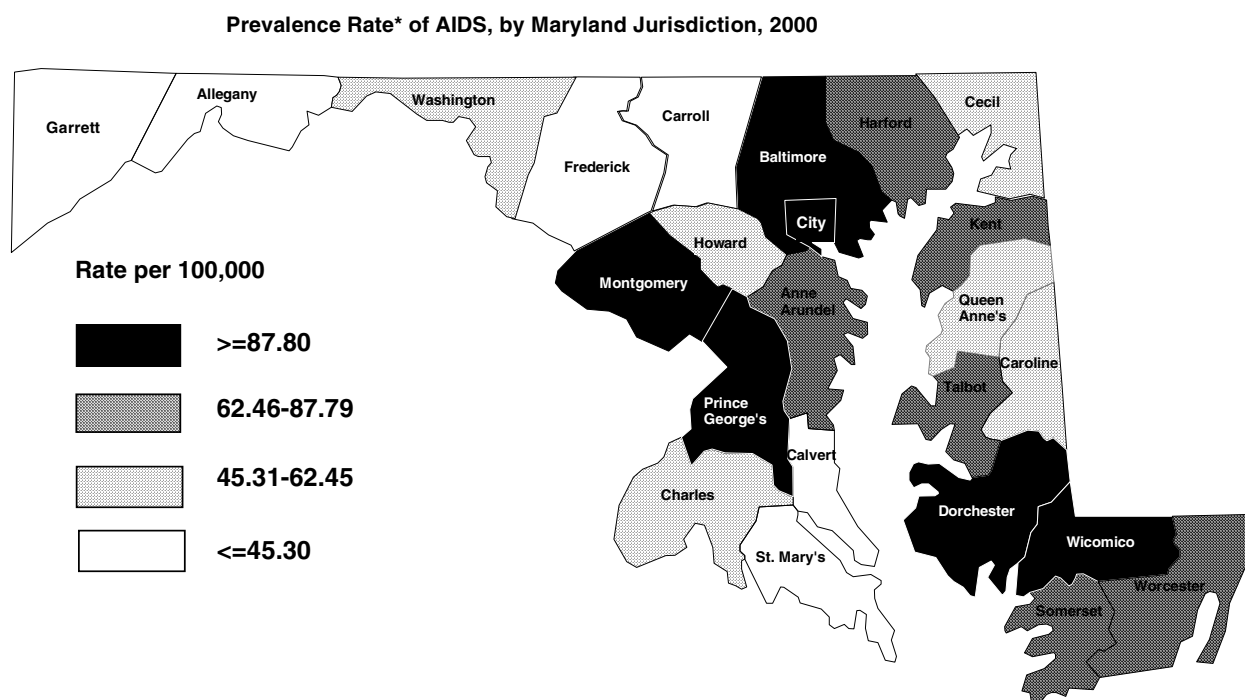 Prevalence Rate* of AIDS, by Maryland Jurisdiction, 2000
Garrett
Allegany
Washington
Frederick
Carroll
Baltimore
City
Harford
Cecil
Montgomery
Howard
Anne
Arundel
Kent
Queen
Anne's
Caroline
Talbot
Prince
George's
Calvert
Charles
St. Mary's
Dorchester
Wicomico
Worcester
Somerset
Rate per 100,000
>=87.80
62.46-87.79
45.31-62.45
<=45.30